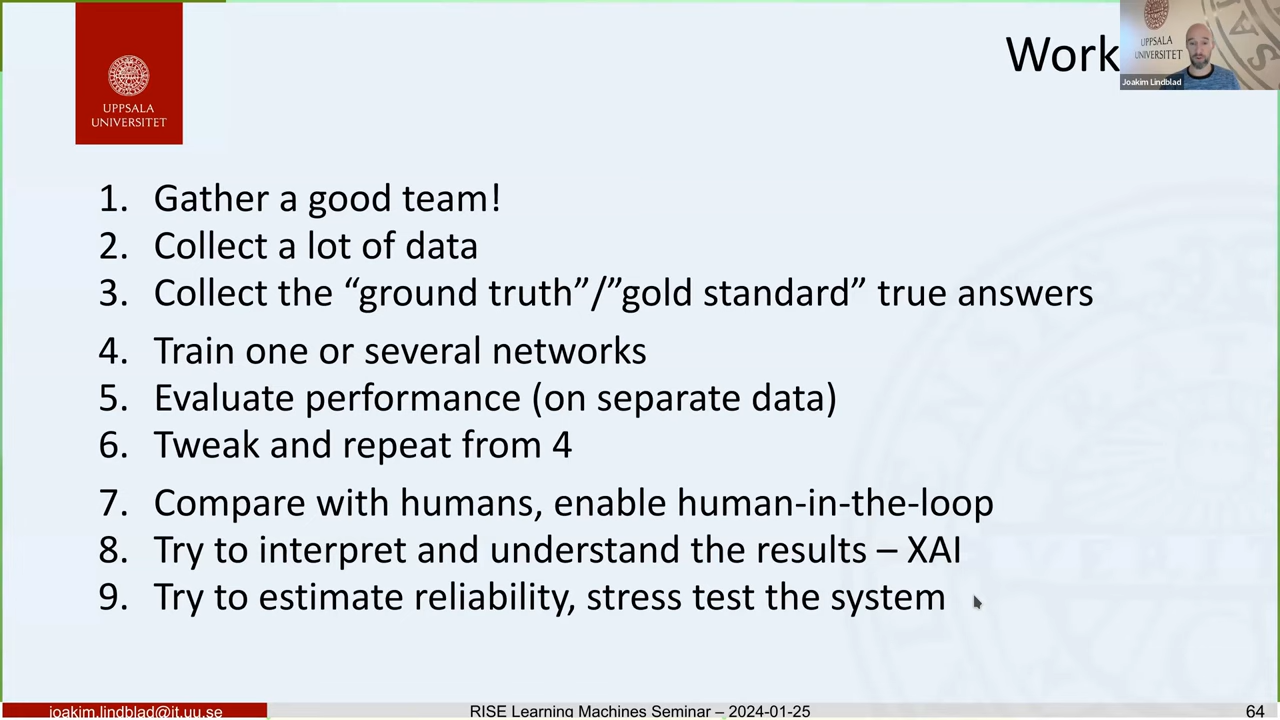 Work
UPPSALA
UNIVERSITET
UPPSALA
UNIVERSITET
Joakim Lindblad
1. Gather a good team!
2. Collect a lot of data
3. Collect the “ground truth”/”gold standard” true answers
4. Train one or several networks
5. Evaluate performance (on separate data)
6. Tweak and repeat from 4
7. Compare with humans, enable human-in-the-loop
8. Try to interpret and understand the results – XAI
9. Try to estimate reliability, stress test the system
joakim.lindblad@it.uu.se
RISE Learning Machines Seminar – 2024-01-25
64